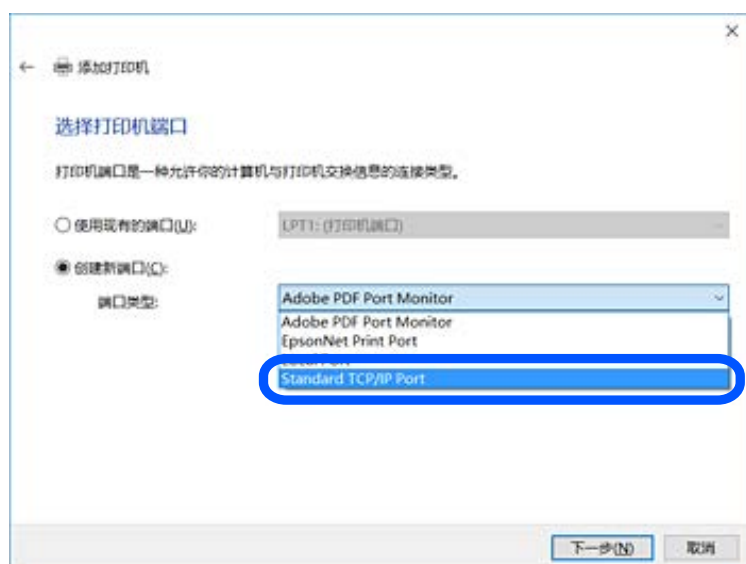 添加打印机
选择打印机端口
打印机端口是一种允许你的计算机与打印机交换信息的连接类型。
使用现有的端口(U):
LPT1: (打印机端口)
创建新端口(C):
端口类型:
Adobe PDF Port Monitor
Adobe PDF Port Monitor
EpsonNet Print Port
Local Port
Standard TCP/IP Port
下一步(N)
取消